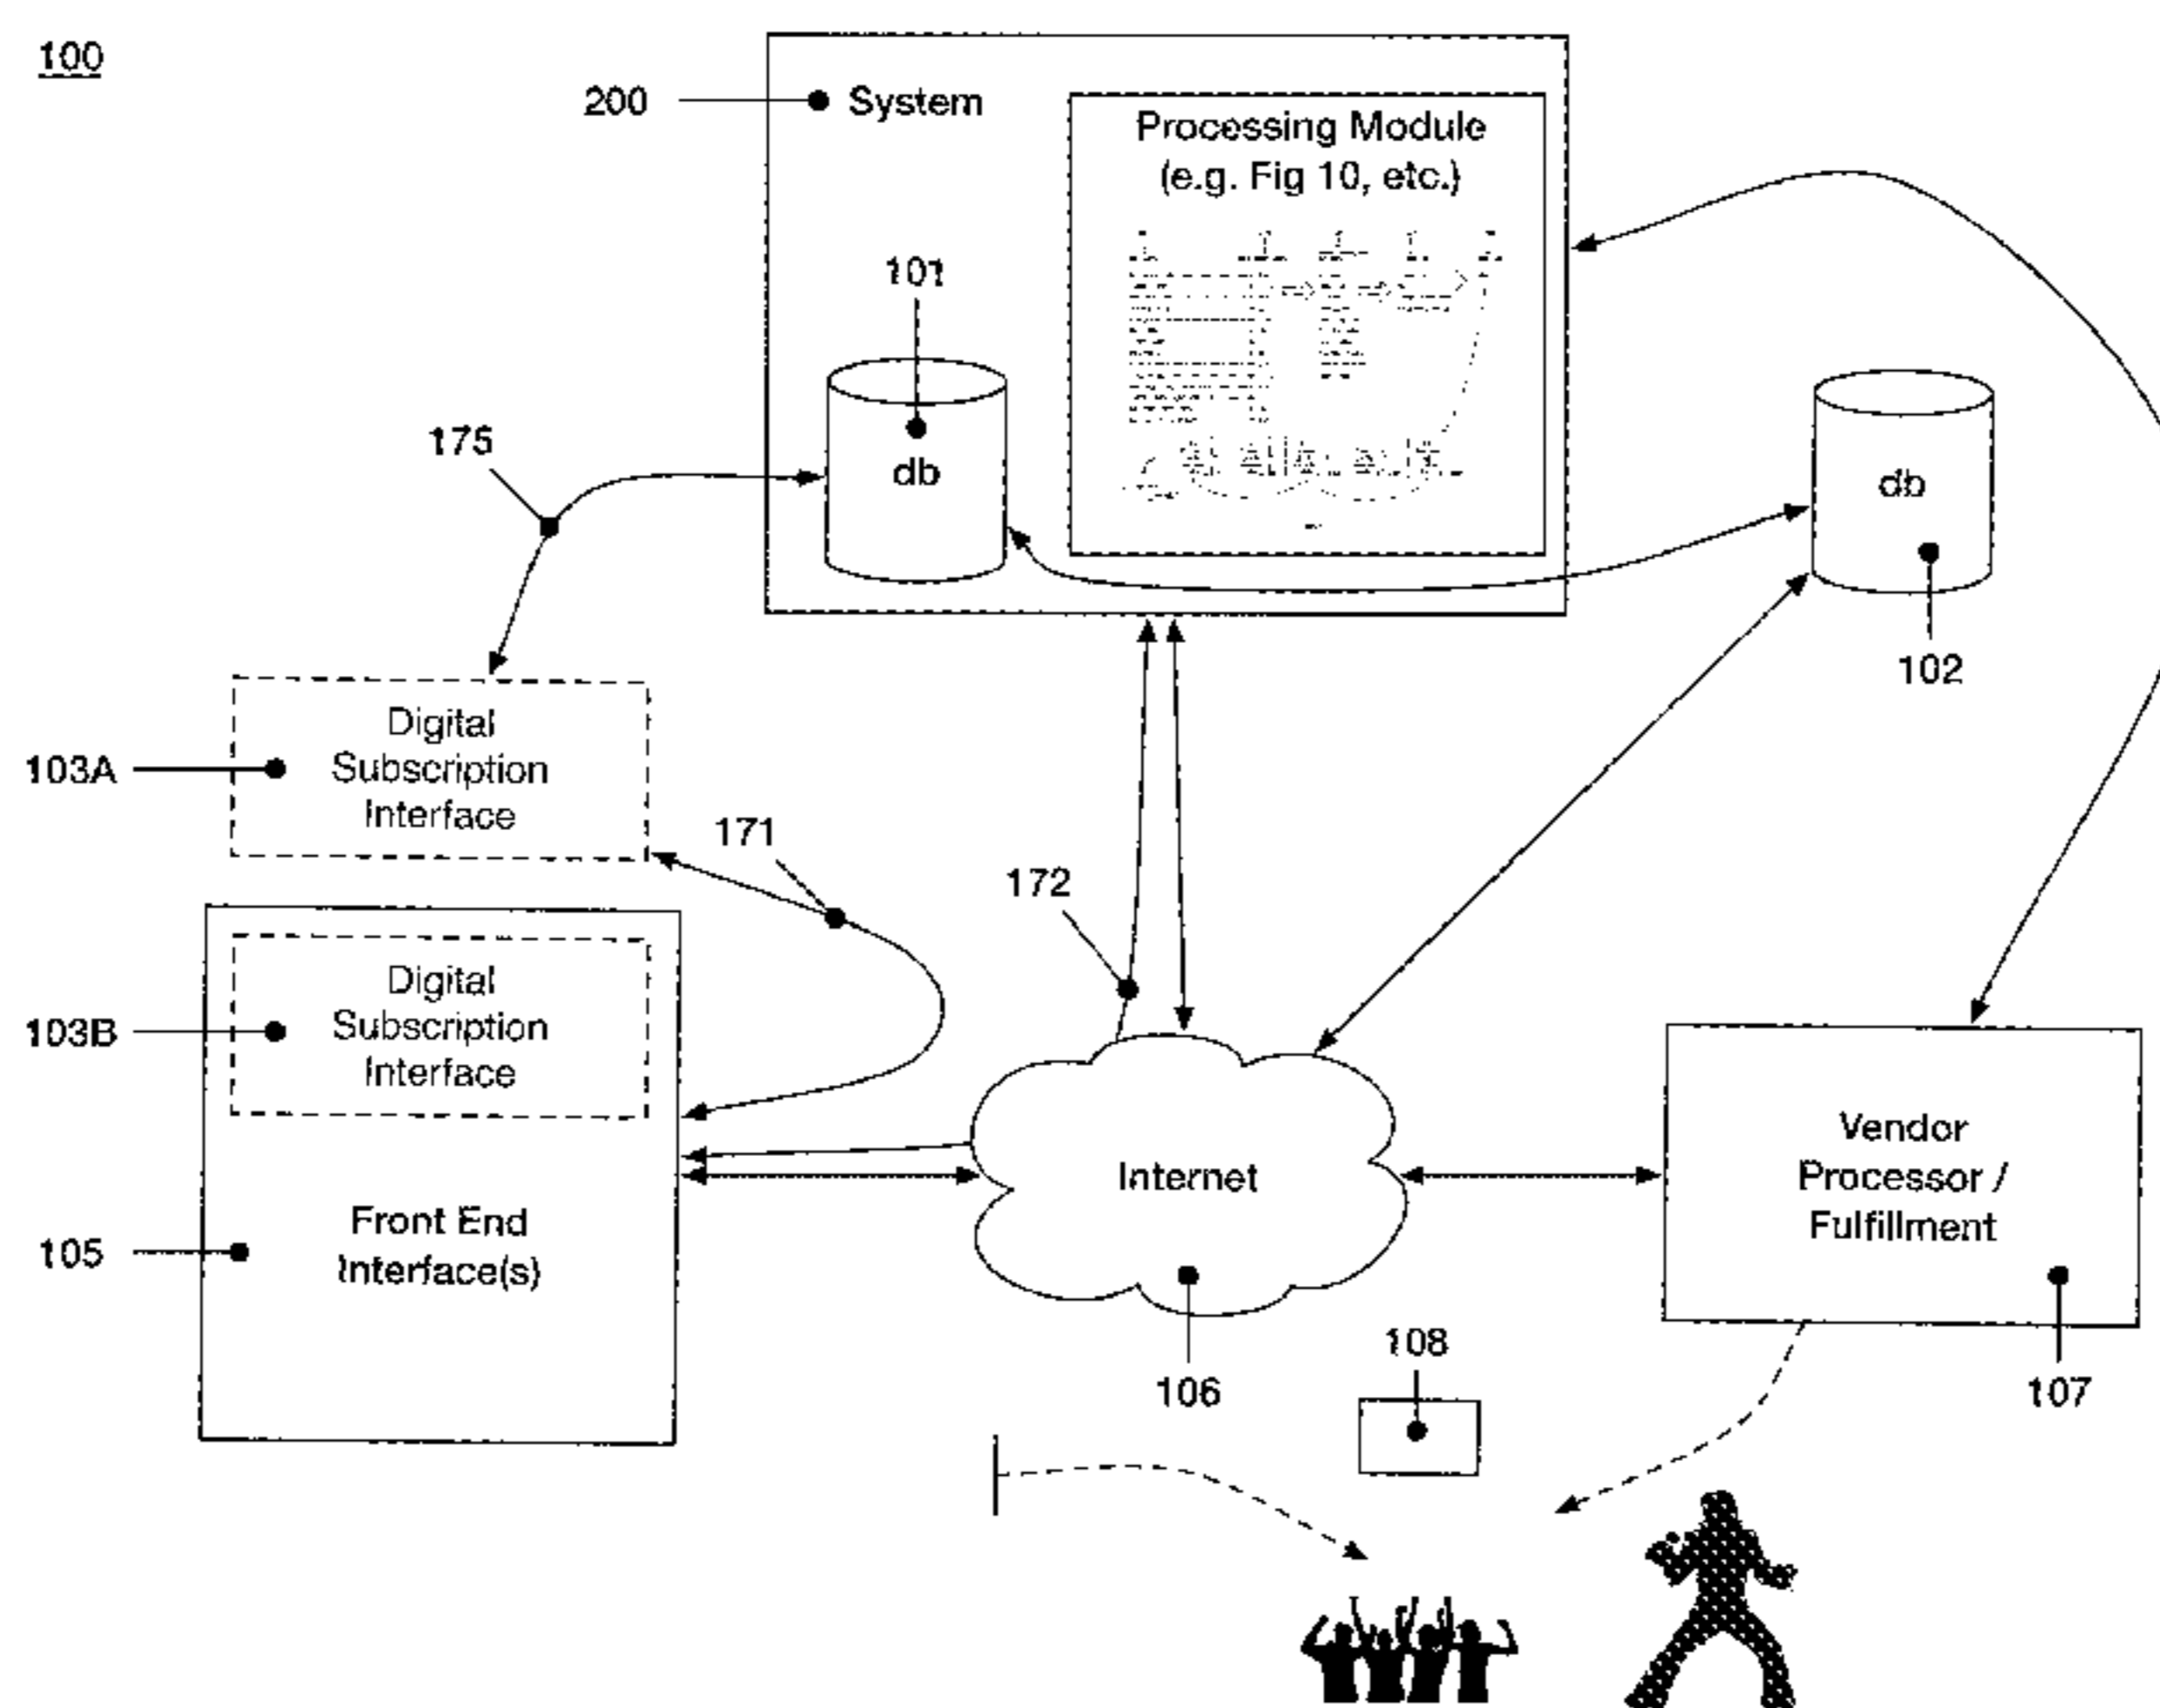 100
200
System
Processing Module
(e.g. Fig 10, etc.)
101
db
175
db
102
103A
Digital
Subscription
Interface
171
172
103B
Digital
Subscription
Interface
105
Front End
Interface(s)
Internet
106
Vendor
Processor /
Fulfillment
107
108